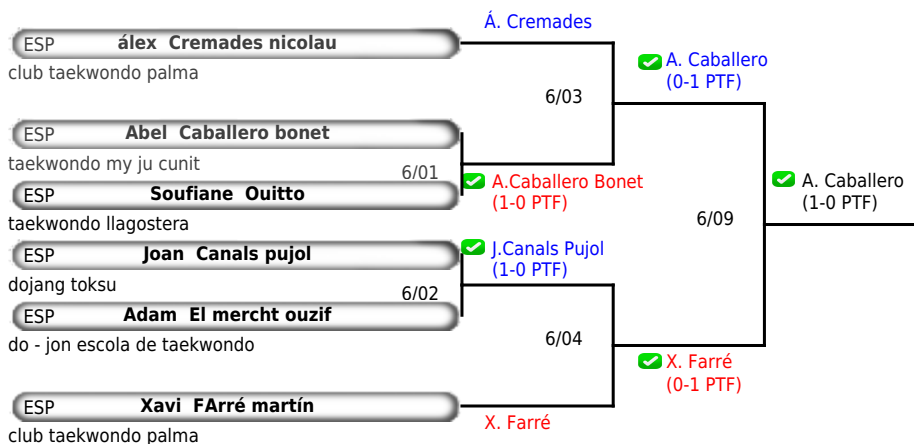 Á. Cremades
ESP álex Cremades nicolau
club taekwondo palma
A. Caballero
(0-1 PTF)
6/03
ESP Abel Caballero bonet
taekwondo my ju cunit
6/01
A.Caballero Bonet
(1-0 PTF)
A. Caballero
(1-0 PTF)
ESP Soufiane Ouitto
taekwondo llagostera
6/09
ESP Joan Canals pujol
J.Canals Pujol
(1-0 PTF)
dojang toksu
6/02
ESP Adam El mercht ouzif
do - jon escola de taekwondo
6/04
X. Farré
(0-1 PTF)
ESP Xavi FArré martín
X. Farré
club taekwondo palma